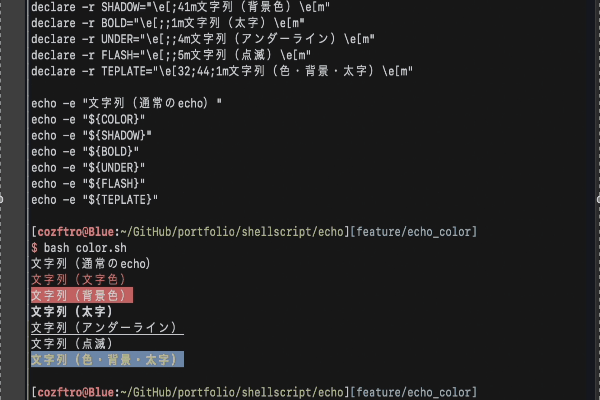 declare -r SHADOW="\e[;41m文字列（背景色）\e[m"
declare -r BOLD="\e[;;1m文字列（太字）\e[m"
declare -r UNDER="\e[;;4m文字列（アンダーライン）\e[m"
declare -r FLASH="\e[;;5m文字列（点滅）\e[m"
declare -r TEPLATE="\e[32;44;1m文字列（色・背景・太字）\e[m"
echo -e "文字列（通常のecho）"
echo -e "${COLOR}"
echo -e "${SHADOW}"
echo -e "${BOLD}"
echo -e "${UNDER}"
echo -e "${FLASH}"
echo -e "${TEPLATE}"
[cozftro@Blue:~/GitHub/portfolio/shellscript/echo][feature/echo_color]
$ bash color.sh
文字列（通常のecho）
文字列（文字色）
文字列（背景色）
文字列（太字）
文字列（アンダーライン）
文字列（点滅）
文字列（色・背景・太字）
[cozftro@Blue:~/GitHub/portfolio/shellscript/echo][feature/echo_color]